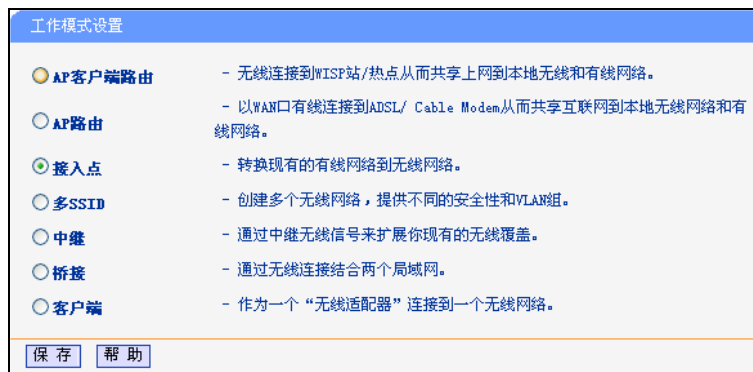 工作模式设置
AP客户端路由 - 无线连接到WISP站/热点从而共享上网到本地无线和有线网络。
AP路由 - 以WAN口有线连接到ADSL/ Cable Modem从而共享互联网到本地无线网络和有
线网络。
接入点 - 转换现有的有线网络到无线网络。
多SSID - 创建多个无线网络，提供不同的安全性和VLAN组。
中继 - 通过中继无线信号来扩展你现有的无线覆盖。
桥接 - 通过无线连接结合两个局域网。
客户端 - 作为一个“无线适配器”连接到一个无线网络。
保 存 帮 助